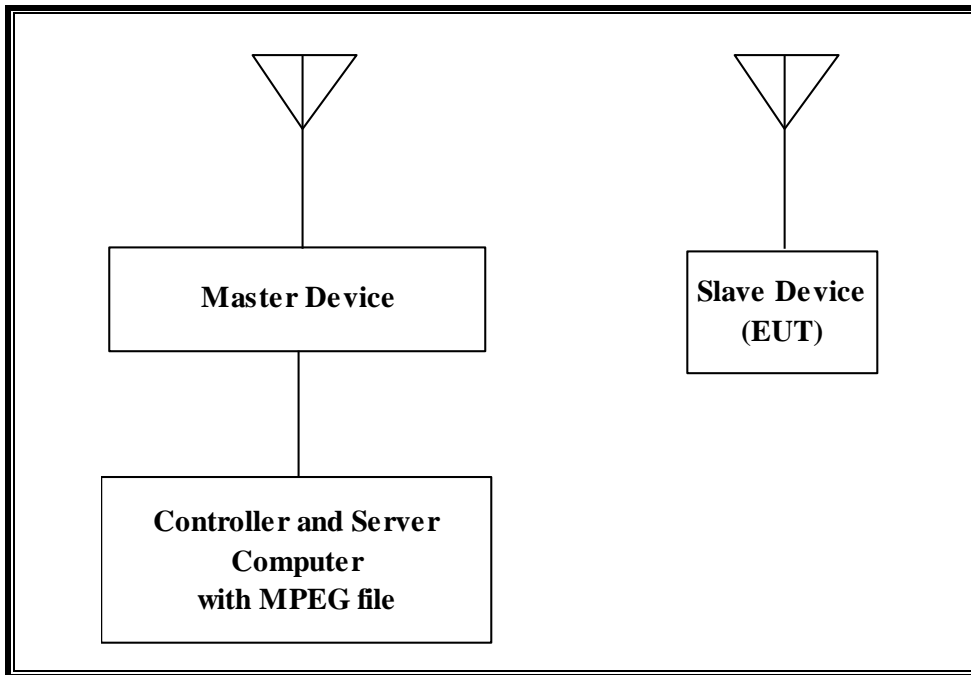 Master Device
Slave Device
(EUT)
Controller and Server
Computer
with MPEG file